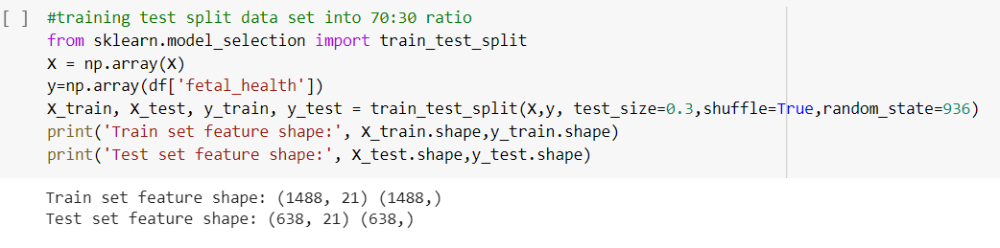 [ ] #training test split data set into 70:30 ratio
from sklearn.model_selection import train_test_split
X = np.array(X)
y=np.array(df['fetal_health'])
X_train, X_test, y_train, y_test = train_test_split(X,y, test_size=0.3,shuffle=True,random_state=936)
print('Train set feature shape:', X_train.shape,y_train.shape)
print('Test set feature shape:', X_test.shape,y_test.shape)
Train set feature shape: (1488, 21) (1488,)
Test set feature shape: (638, 21) (638,)